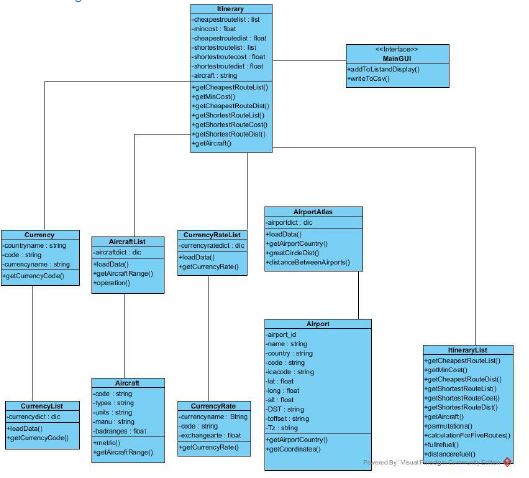 Itinerary
-cheapestroutelist : list
-mincost : float
-cheapestroutedist : float
-shortestroutelist : list
-shortestroutecost : float
-shortestroutedist : float
-aircraft : string
+getCheapestRouteList()
+getMinCost()
+getCheapestRouteDist()
+getShortestRouteList()
+getShortestRouteCost()
+getShortestRouteDist()
+getAircraft()
<<Interface>>
MainGUI
+addToListandDisplay()
+writeToCsv()
Currency
-countryname : string
-code : string
-currencyname : string
+getCurrencyCode()
AircraftList
-aircraftdict : dic
+loadData()
+getAircraftRange()
+operation()
CurrencyRateList
-currencyratedict : dic
+loadData()
+getCurrencyRate()
AirportAtlas
-airportdict : dic
+loadData()
+getAirportCountry()
+greatCircleDist()
+distanceBetweenAirports()
CurrencyList
-currencydict : dic
+loadData()
+getCurrencyCode()
Aircraft
-code : string
-types : string
-units : string
-manu : string
-badranges : float
+metric()
+getAircraftRange()
CurrencyRate
-currencyname : String
-code : string
-exchangearte : float
+getCurrencyRate()
Airport
-airport_id
-name : string
-country : string
-code : string
-icacode : string
-lat : float
-long : float
-alt : float
-DST : string
-toffset : string
-Tz : string
+getAirportCountry()
+getCoordinates()
ItineraryList
+getCheapestRouteList()
+getMinCost()
+getCheapestRouteDist()
+getShortestRouteList()
+getShortestRouteCost()
+getShortestRouteDist()
+getAircraft()
+parmutations()
+calculationForFiveRoutes()
+fullrefuel()
+distancerefuel()
Powered By Visual Paradigm Community Edition